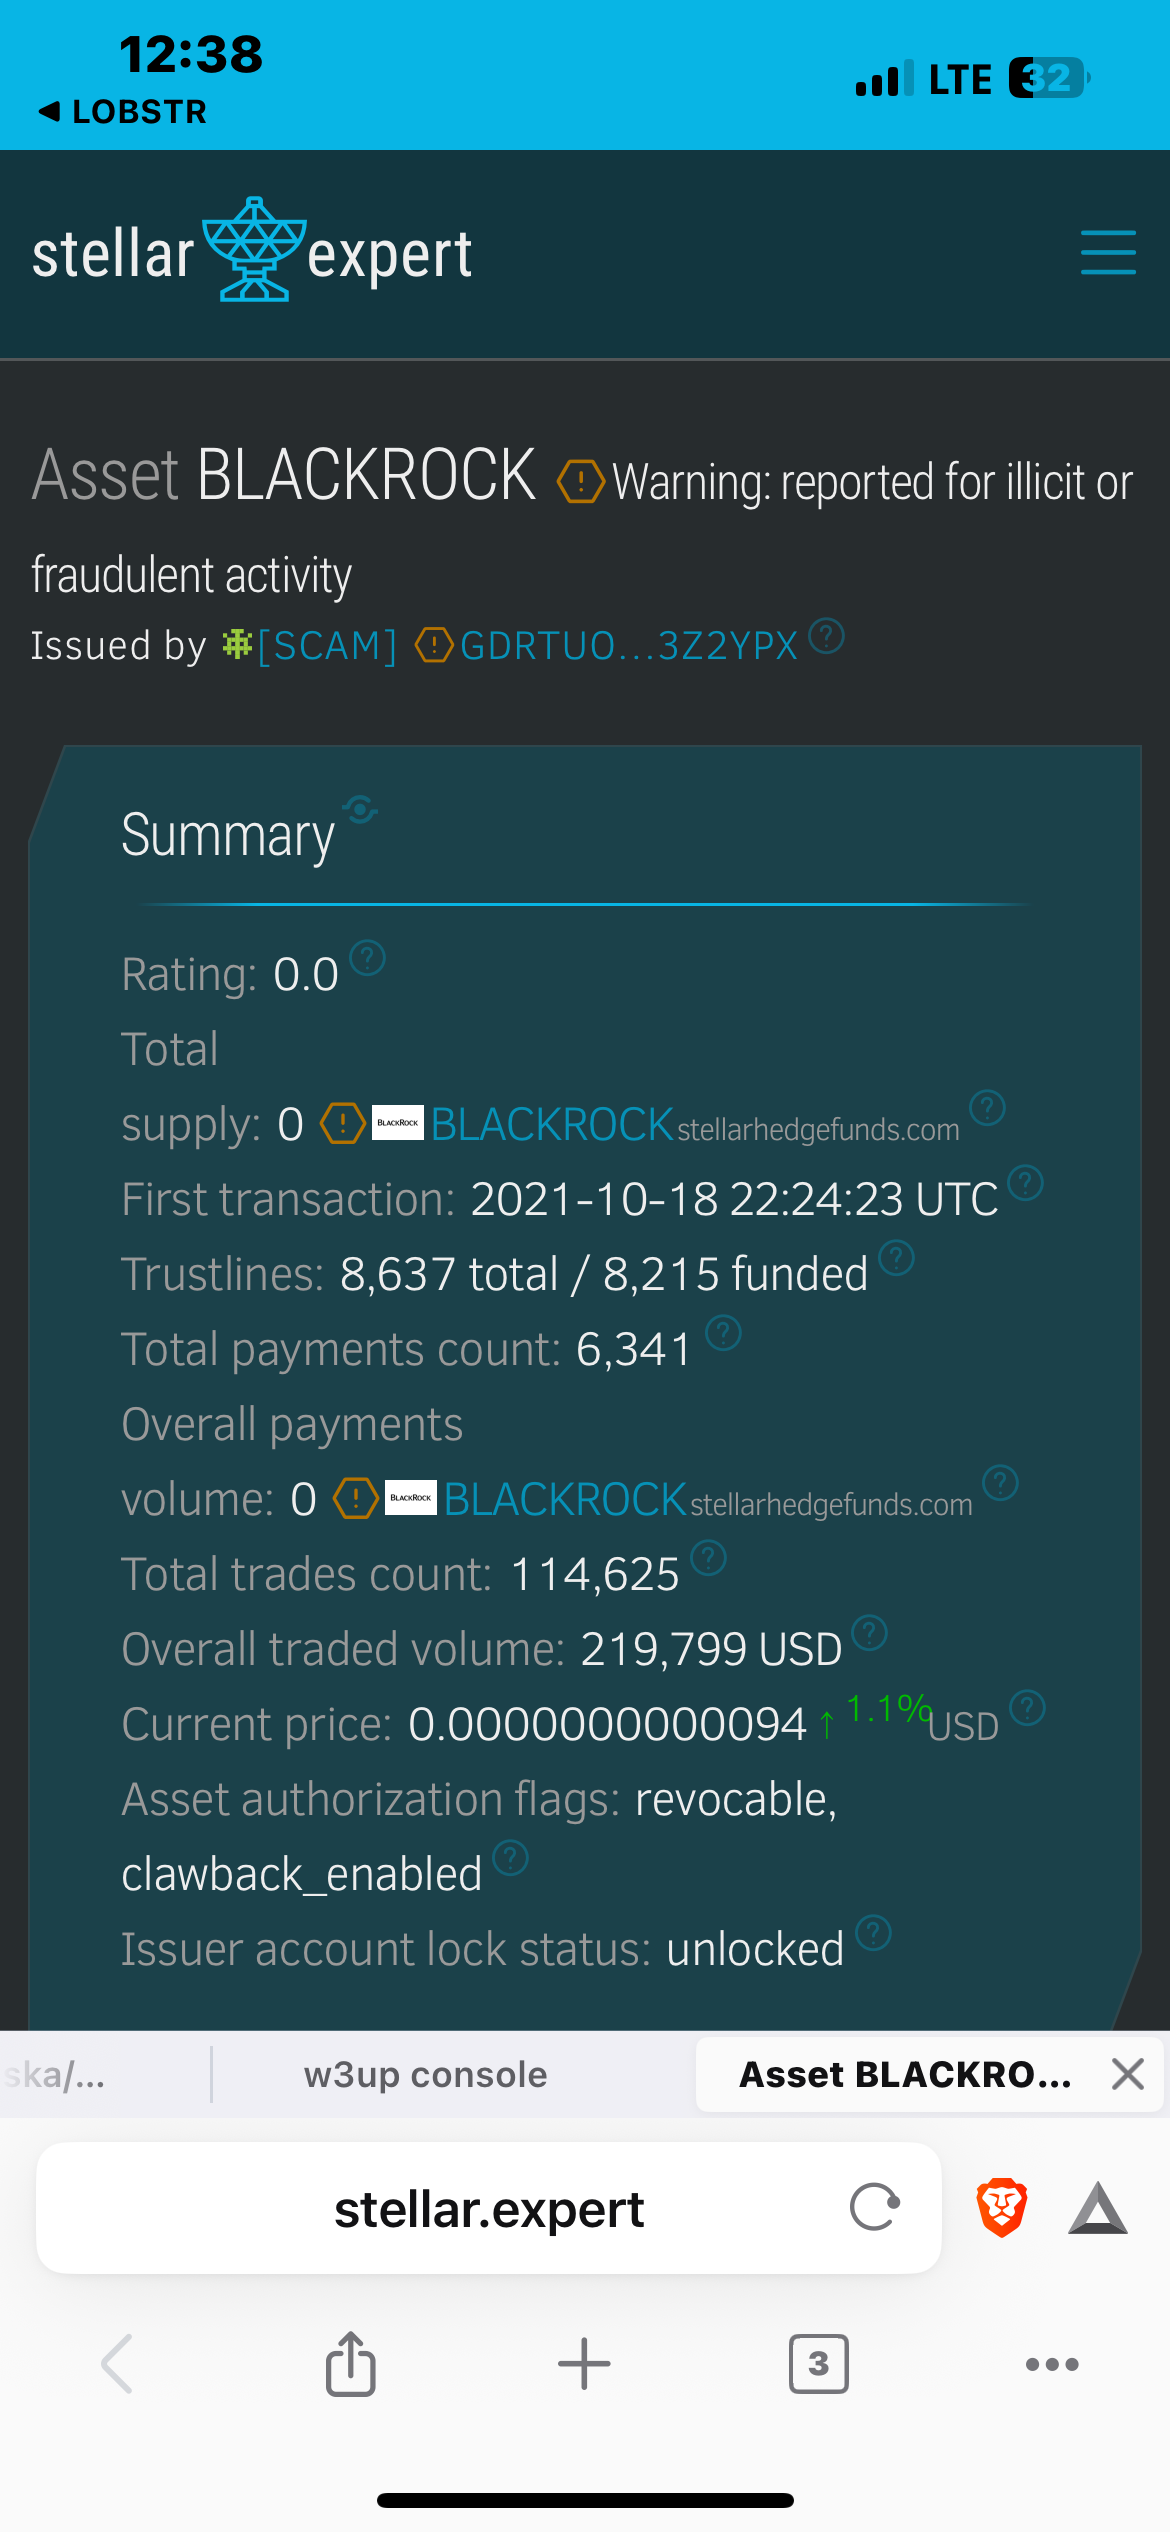 12:38
LTE 32
◀ LOBSTR
stellar expert
Asset BLACKROCK Warning: reported for illicit or
fraudulent activity
Issued by [SCAM] GDRTUO...3Z2YPX
Summary
Rating: 0.0
Total
supply: 0 BLACKROCK BLACKROCK stellarhedgefunds.com
First transaction: 2021-10-18 22:24:23 UTC
Trustlines: 8,637 total / 8,215 funded
Total payments count: 6,341
Overall payments
volume: 0 BLACKROCK BLACKROCK stellarhedgefunds.com
Total trades count: 114,625
Overall traded volume: 219,799 USD
Current price: 0.0000000000094 ↑ 1.1% USD
Asset authorization flags: revocable,
clawback_enabled
Issuer account lock status: unlocked
ska/... w3up console Asset BLACKRO...
stellar.expert
3